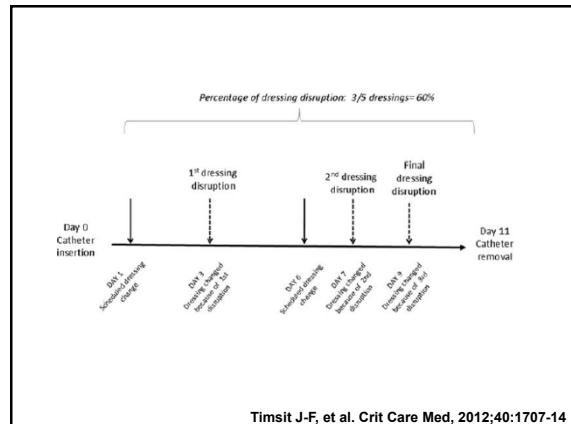 Percentage of dressing disruption: 3/5 dressings= 60%
1st dressing
disruption
2nd dressing
disruption
Final
dressing
disruption
Day 0
Catheter
insertion
Day 11
Catheter
removal
DAY 1
Scheduled dressing
change
DAY 3
Dressing changed
because of 1st
disruption
DAY 6
Scheduled dressing
change
DAY 7
Dressing changed
because of 2nd
disruption
DAY 9
Dressing changed
because of 3rd
disruption
Timsit J-F, et al. Crit Care Med, 2012;40:1707-14